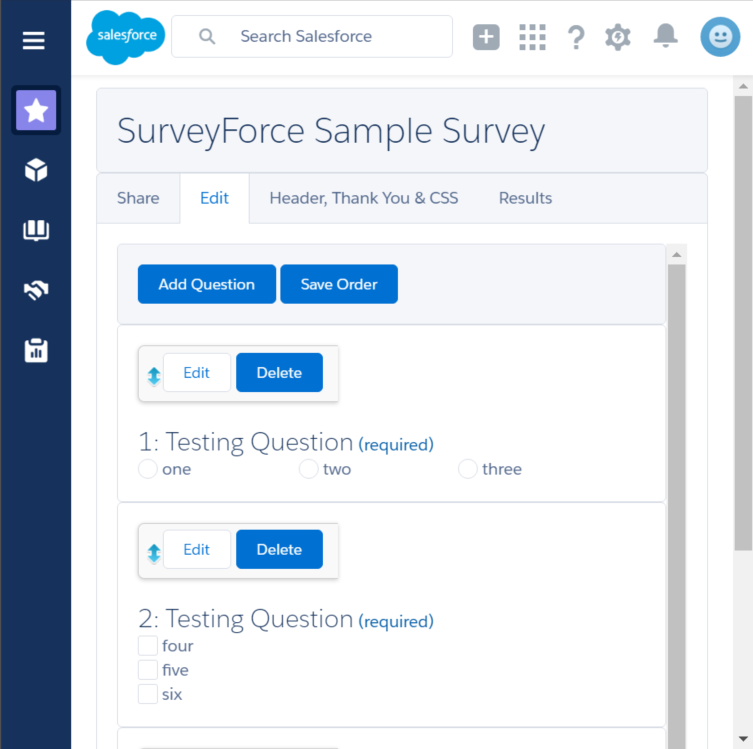 salesforce
Search Salesforce
SurveyForce Sample Survey
Share Edit Header, Thank You & CSS Results
Add Question Save Order
Edit Delete
1: Testing Question (required)
one two three
Edit Delete
2: Testing Question (required)
four
five
six